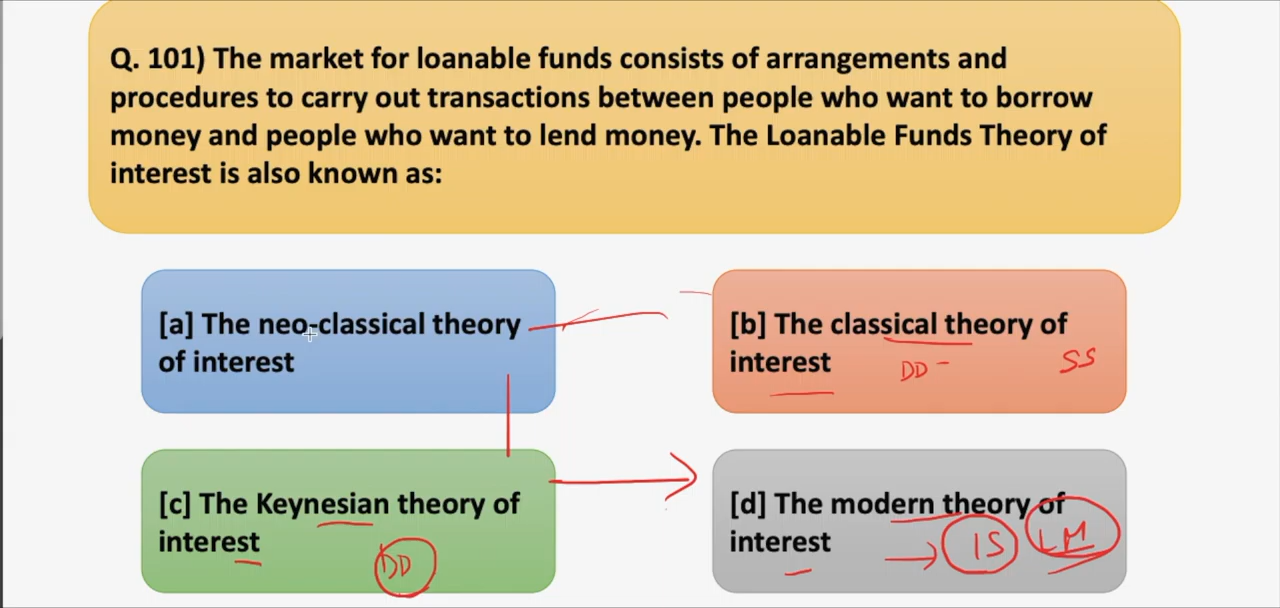 Q. 101) The market for loanable funds consists of arrangements and
procedures to carry out transactions between people who want to borrow
money and people who want to lend money. The Loanable Funds Theory of
interest is also known as:
[a] The neo-classical theory
of interest
[b] The classical theory of
interest
DD - SS
[c] The Keynesian theory of
interest
DD
[d] The modern theory of
interest
IS LM